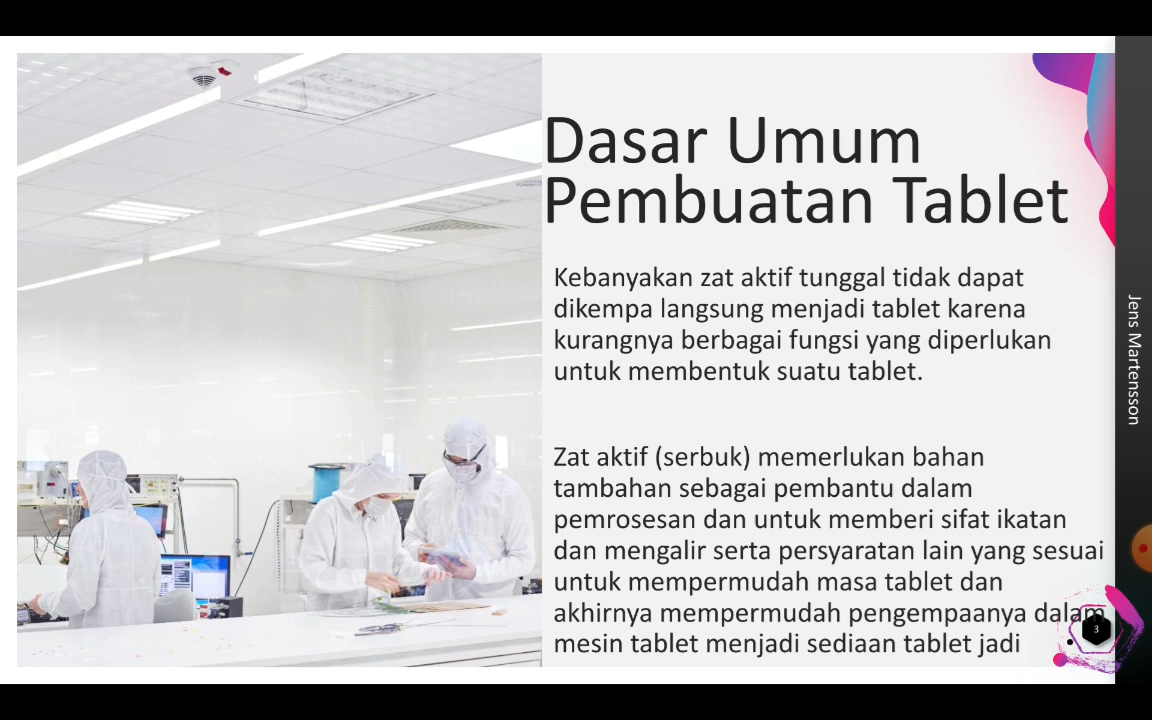 Dasar Umum
Pembuatan Tablet
Kebanyakan zat aktif tunggal tidak dapat
dikempa langsung menjadi tablet karena
kurangnya berbagai fungsi yang diperlukan
untuk membentuk suatu tablet.
Zat aktif (serbuk) memerlukan bahan
tambahan sebagai pembantu dalam
pemrosesan dan untuk memberi sifat ikatan
dan mengalir serta persyaratan lain yang sesuai
untuk mempermudah masa tablet dan
akhirnya mempermudah pengempaanya dalam
mesin tablet menjadi sediaan tablet jadi
Jens Martensson
3